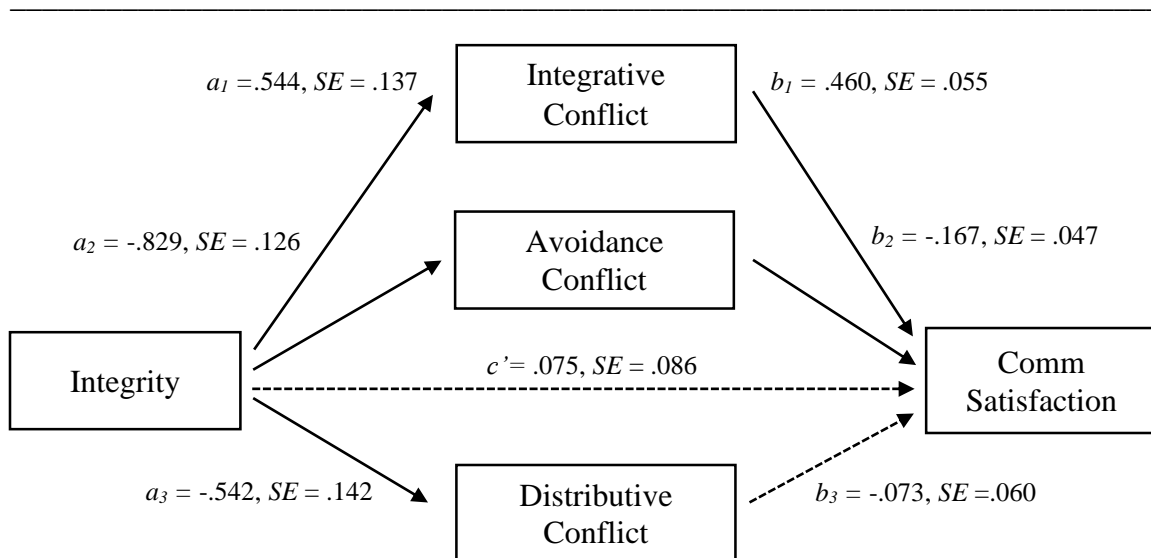 a1 =.544, SE = .137
Integrative
Conflict
b1 = .460, SE = .055
a2 = -.829, SE = .126
Avoidance
Conflict
b2 = -.167, SE = .047
Integrity
c’= .075, SE = .086
Comm
Satisfaction
a3 = -.542, SE = .142
Distributive
Conflict
b3 = -.073, SE =.060